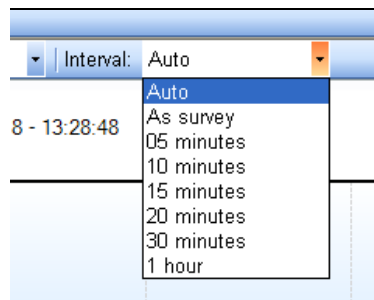 Interval: Auto
Auto
As survey
8 - 13:28:48
05 minutes
10 minutes
15 minutes
20 minutes
30 minutes
1 hour